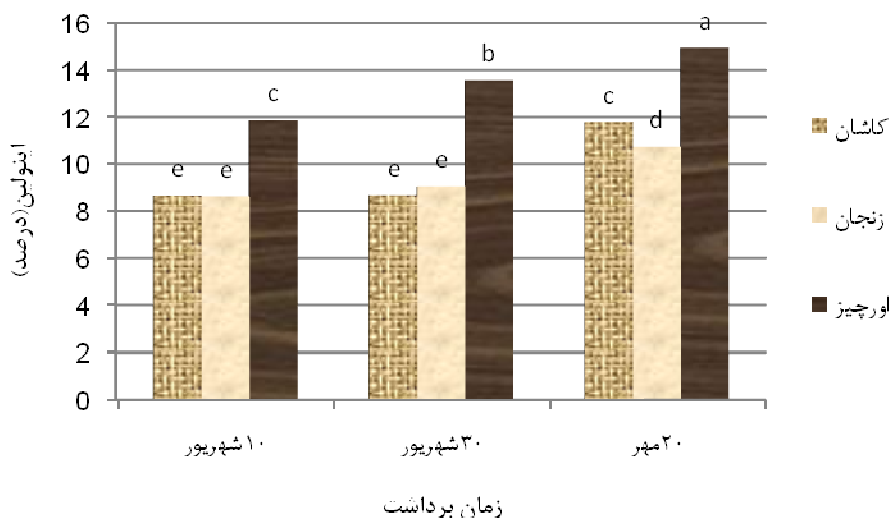 16
14
12
10
8
6
4
2
0
اینولین(درصد)
e e c
e e b
c d a
۱۰شهریور ۳۰شهریور ۲۰مهر
زمان برداشت
کاشان
زنجان
اورچیز